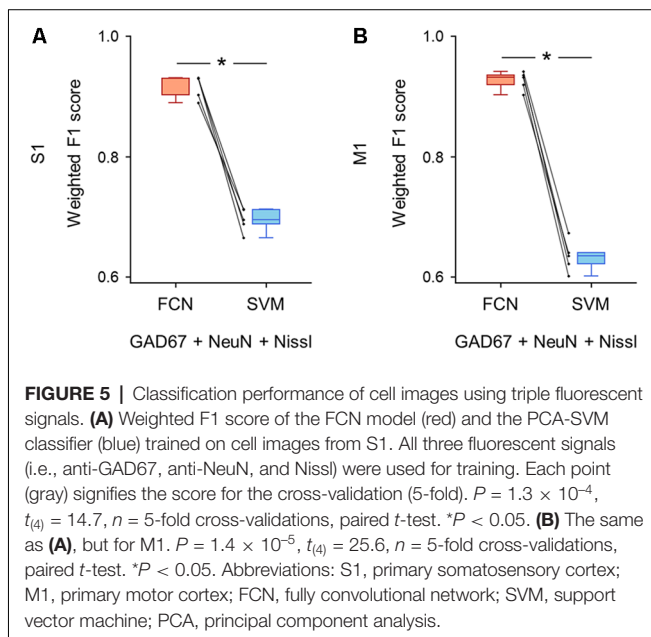 A
B
1.0
0.8
0.6
S1
Weighted F1 score
*
FCN SVM
GAD67 + NeuN + Nissl
1.0
0.8
0.6
M1
Weighted F1 score
*
FCN SVM
GAD67 + NeuN + Nissl
FIGURE 5 | Classification performance of cell images using triple fluorescent
signals. (A) Weighted F1 score of the FCN model (red) and the PCA-SVM
classifier (blue) trained on cell images from S1. All three fluorescent signals
(i.e., anti-GAD67, anti-NeuN, and Nissl) were used for training. Each point
(gray) signifies the score for the cross-validation (5-fold). P = 1.3 × 10⁻⁴,
t₍₄₎ = 14.7, n = 5-fold cross-validations, paired t-test. *P < 0.05. (B) The same
as (A), but for M1. P = 1.4 × 10⁻⁵, t₍₄₎ = 25.6, n = 5-fold cross-validations,
paired t-test. *P < 0.05. Abbreviations: S1, primary somatosensory cortex;
M1, primary motor cortex; FCN, fully convolutional network; SVM, support
vector machine; PCA, principal component analysis.